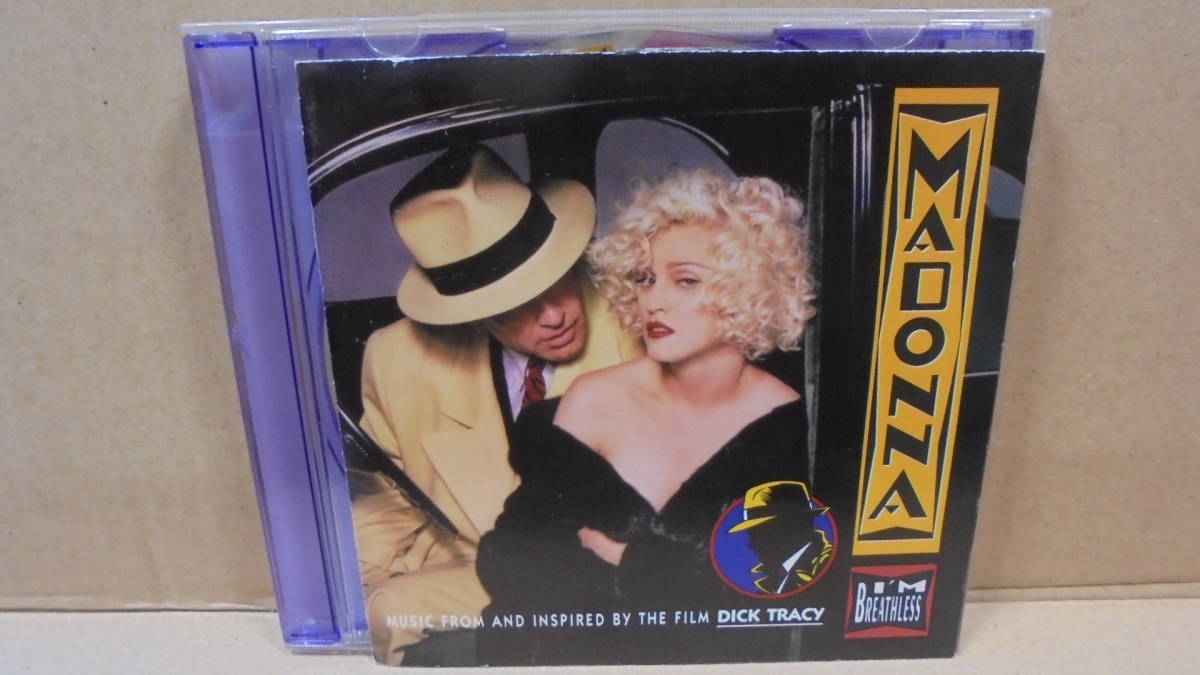 MADONNA
I'M
BREATHLESS
MUSIC FROM AND INSPIRED BY THE FILM DICK TRACY